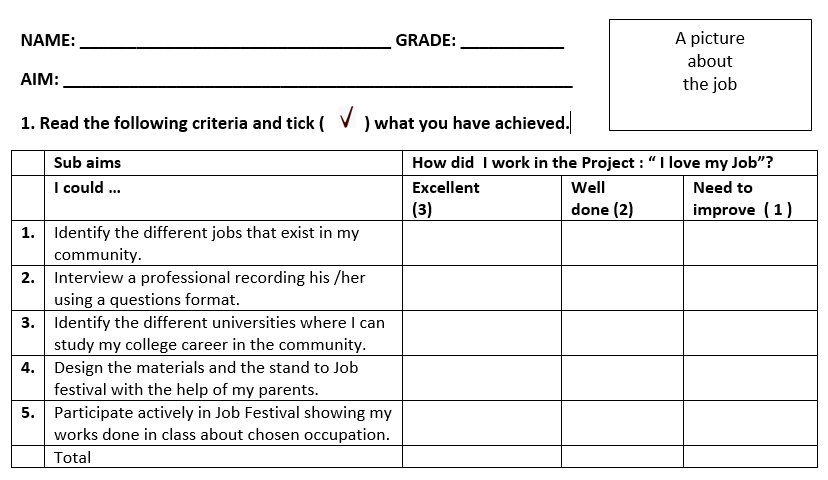 NAME: _________________________________ GRADE: ___________
A picture
about
the job
AIM: ______________________________________________________
1. Read the following criteria and tick ( √ ) what you have achieved.
Sub aims How did I work in the Project : “ I love my Job”?
I could ... Excellent (3) Well done (2) Need to improve ( 1 )
1. Identify the different jobs that exist in my
community.
2. Interview a professional recording his /her
using a questions format.
3. Identify the different universities where I can
study my college career in the community.
4. Design the materials and the stand to Job
festival with the help of my parents.
5. Participate actively in Job Festival showing my
works done in class about chosen occupation.
Total